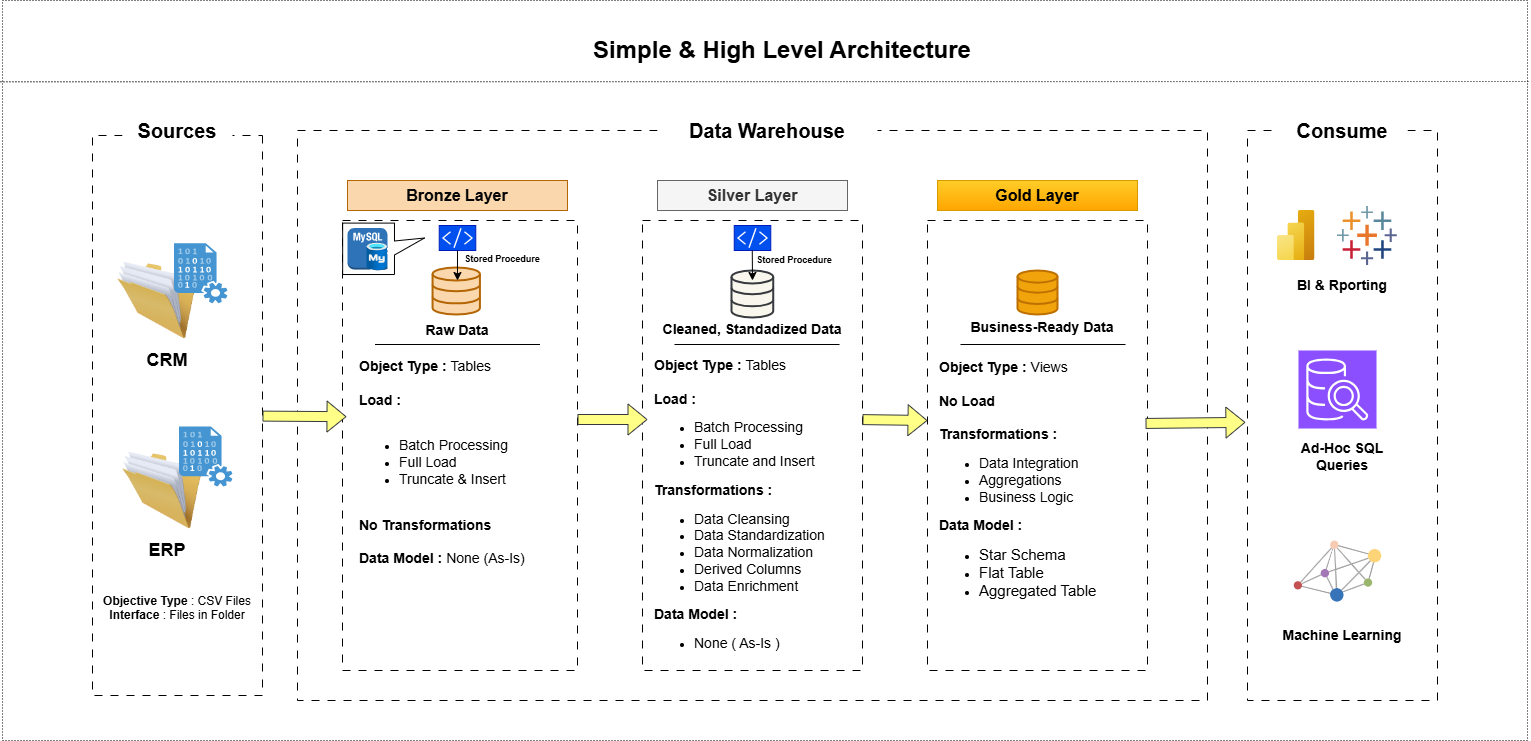 Simple & High Level Architecture
Sources
CRM
ERP
Objective Type : CSV Files
Interface : Files in Folder
Data Warehouse
Bronze Layer
MySQL
My
Stored Procedure
Raw Data
Object Type : Tables
Load :
Batch Processing
Full Load
Truncate & Insert
No Transformations
Data Model : None (As-Is)
Silver Layer
Stored Procedure
Cleaned, Standadized Data
Object Type : Tables
Load :
Batch Processing
Full Load
Truncate and Insert
Transformations :
Data Cleansing
Data Standardization
Data Normalization
Derived Columns
Data Enrichment
Data Model :
None ( As-Is )
Gold Layer
Business-Ready Data
Object Type : Views
No Load
Transformations :
Data Integration
Aggregations
Business Logic
Data Model :
Star Schema
Flat Table
Aggregated Table
Consume
BI & Rporting
Ad-Hoc SQL
Queries
Machine Learning